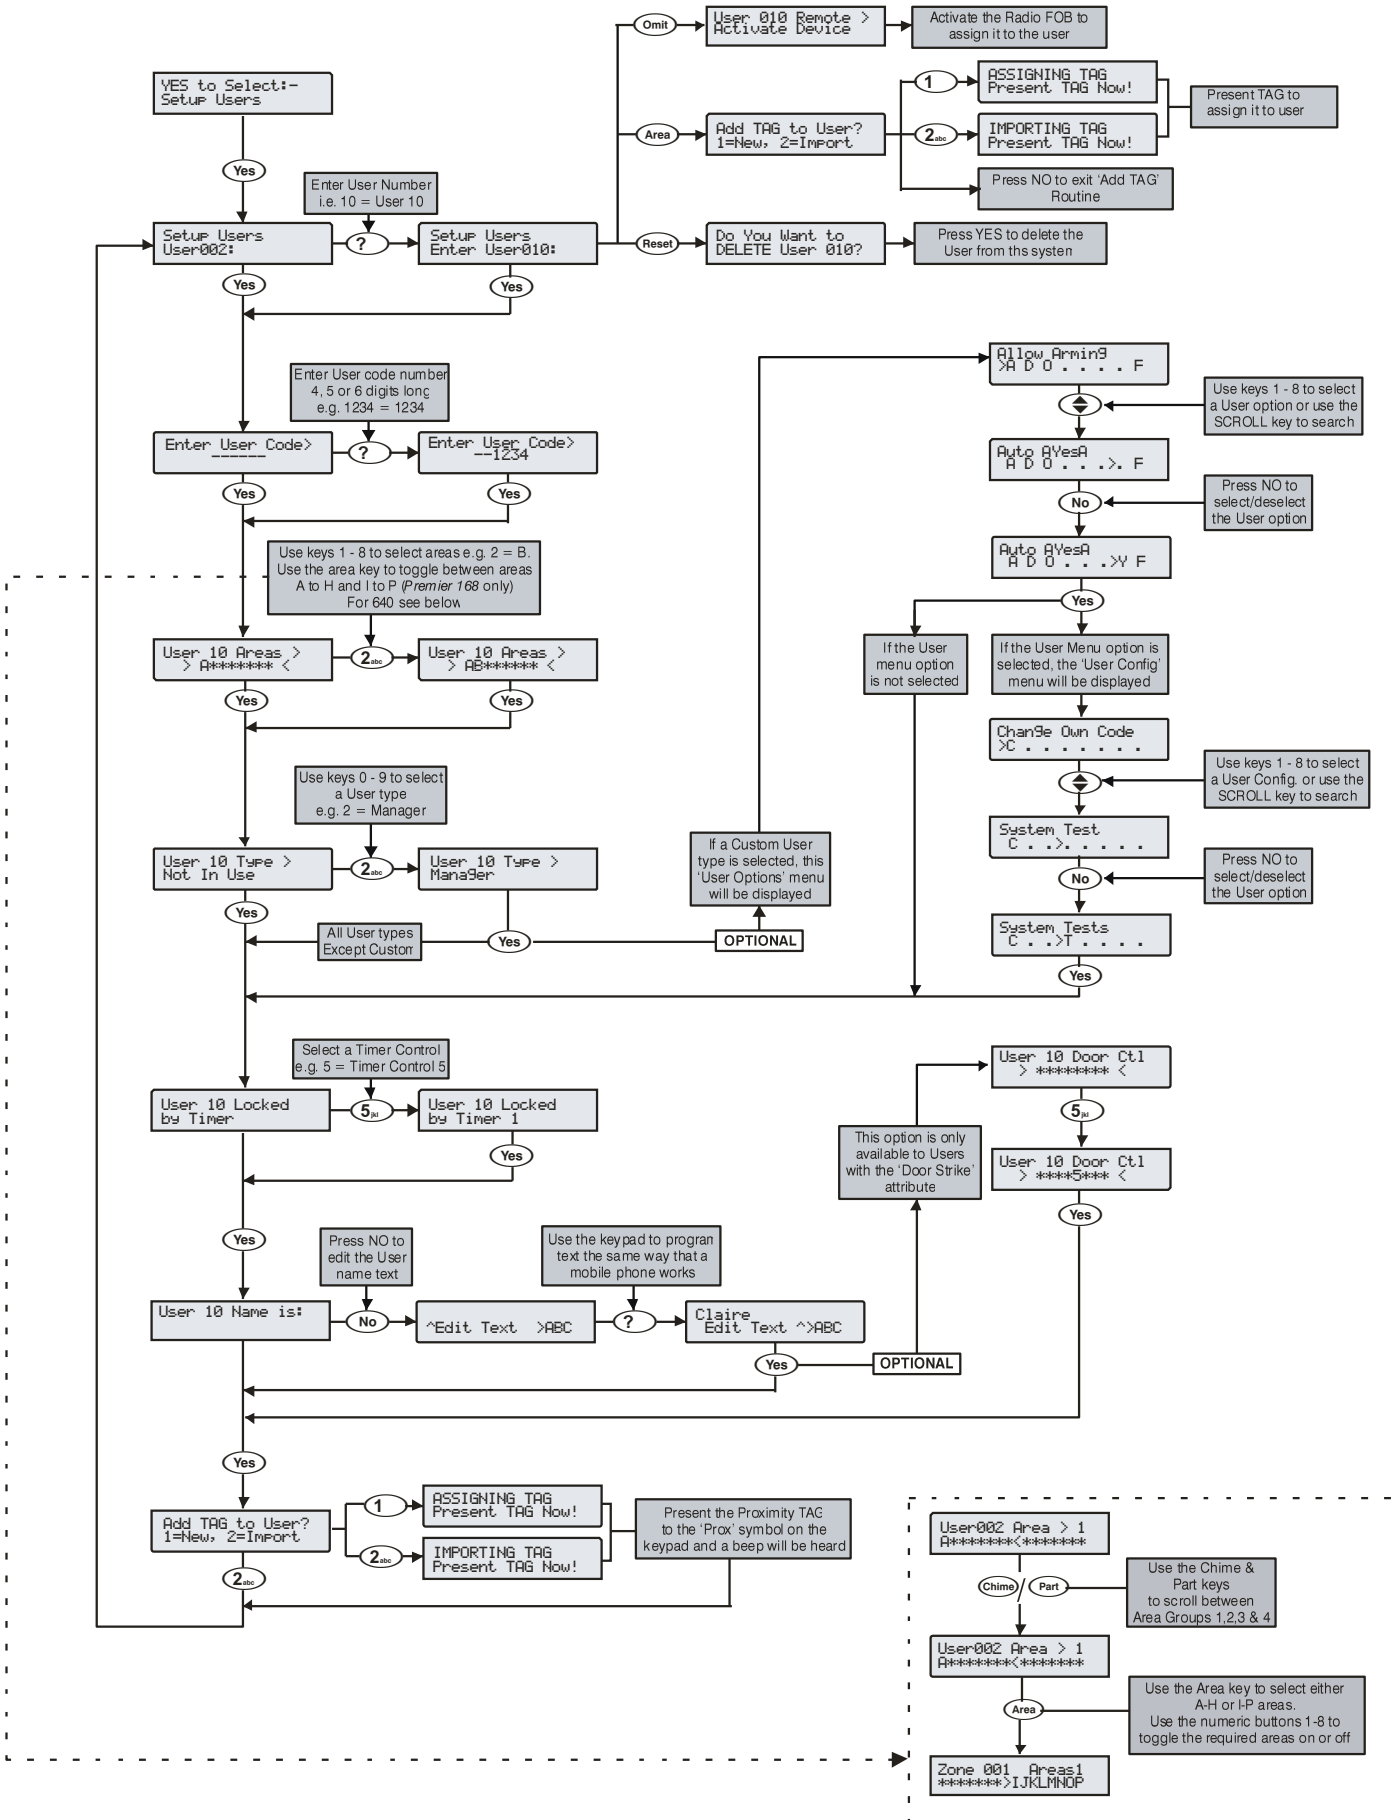 YES to Select:-
Setup Users
Yes
Enter User Number
i.e. 10 = User 10
Setup Users
User002:
?
Setup Users
Enter User010:
Yes
Yes
Omit
User 010 Remote >
Activate Device
Activate the Radio FOB to
assign it to the user
Area
Add TAG to User?
1=New, 2=Import
1
ASSIGNING TAG
Present TAG Now!
2abc
IMPORTING TAG
Present TAG Now!
Present TAG to
assign it to user
Press NO to exit 'Add TAG'
Routine
Reset
Do You Want to
DELETE User 010?
Press YES to delete the
User from ths system
Enter User code number
4, 5 or 6 digits long
e.g. 1234 = 1234
Enter User Code>
------
?
Enter User Code>
--1234
Yes
Yes
Use keys 1 - 8 to select areas e.g. 2 = B.
Use the area key to toggle between areas
A to H and I to P (Premier 168 only)
For 640 see below
User 10 Areas >
> A******* <
2abc
User 10 Areas >
> AB****** <
Yes
Yes
Use keys 0 - 9 to select
a User type
e.g. 2 = Manager
User 10 Type >
Not In Use
2abc
User 10 Type >
Manager
Yes
All User types
Except Custom
Yes
OPTIONAL
If a Custom User
type is selected, this
'User Options' menu
will be displayed
Allow Arming
>A D O . . . . F
Use keys 1 - 8 to select
a User option or use the
SCROLL key to search
Auto AYesA
A D O . . .>. F
No
Press NO to
select/deselect
the User option
Auto AYesA
A D O . . .>Y F
Yes
If the User
menu option
is not selected
If the User Menu option is
selected, the 'User Config'
menu will be displayed
Change Own Code
>C . . . . . . .
Use keys 1 - 8 to select
a User Config. or use the
SCROLL key to search
System Test
C . .>. . . . .
No
Press NO to
select/deselect
the User option
System Tests
C . .>T . . . .
Yes
Select a Timer Control
e.g. 5 = Timer Control 5
User 10 Locked
by Timer
5jkl
User 10 Locked
by Timer 1
Yes
Yes
Press NO to
edit the User
name text
User 10 Name is:
No
^Edit Text >ABC
Use the keypad to program
text the same way that a
mobile phone works
?
Claire
Edit Text ^>ABC
Yes
OPTIONAL
This option is only
available to Users
with the 'Door Strike'
attribute
User 10 Door Ctl
> ******** <
5jkl
User 10 Door Ctl
> ****5*** <
Yes
Yes
Add TAG to User?
1=New, 2=Import
1
ASSIGNING TAG
Present TAG Now!
2abc
IMPORTING TAG
Present TAG Now!
Present the Proximity TAG
to the 'Prox' symbol on the
keypad and a beep will be heard
2abc
User002 Area > 1
A*******<*******
Chime / Part
Use the Chime &
Part keys
to scroll between
Area Groups 1,2,3 & 4
User002 Area > 1
A*******<*******
Area
Use the Area key to select either
A-H or I-P areas.
Use the numeric buttons 1-8 to
toggle the required areas on or off
Zone 001 Areas1
*******>IJKLMNOP